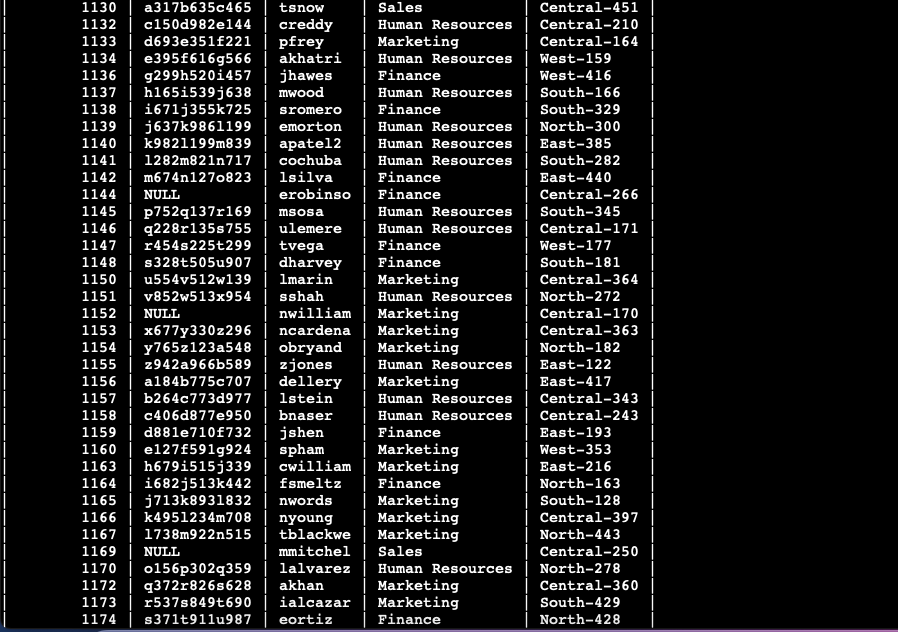 | 1130 | a317b635c465 | tsnow | Sales | Central-451 |
| 1132 | c150d982e144 | creddy | Human Resources | Central-210 |
| 1133 | d693e351f221 | pfrey | Marketing | Central-164 |
| 1134 | e395f616g566 | akhatri | Human Resources | West-159 |
| 1136 | g299h520i457 | jhawes | Finance | West-416 |
| 1137 | h165i539j638 | mwood | Human Resources | South-166 |
| 1138 | i671j355k725 | sromero | Finance | South-329 |
| 1139 | j637k986l199 | emorton | Human Resources | North-300 |
| 1140 | k982l199m839 | apatel2 | Human Resources | East-385 |
| 1141 | l282m821n717 | cochuba | Human Resources | South-282 |
| 1142 | m674n127o823 | lsilva | Finance | East-440 |
| 1144 | NULL | erobinso | Finance | Central-266 |
| 1145 | p752q137r169 | msosa | Human Resources | South-345 |
| 1146 | q228r135s755 | ulemere | Human Resources | Central-171 |
| 1147 | r454s225t299 | tvega | Finance | West-177 |
| 1148 | s328t505u907 | dharvey | Finance | South-181 |
| 1150 | u554v512w139 | lmarin | Marketing | Central-364 |
| 1151 | v852w513x954 | sshah | Human Resources | North-272 |
| 1152 | NULL | nwilliam | Marketing | Central-170 |
| 1153 | x677y330z296 | ncardena | Marketing | Central-363 |
| 1154 | y765z123a548 | obryand | Marketing | North-182 |
| 1155 | z942a966b589 | zjones | Human Resources | East-122 |
| 1156 | a184b775c707 | dellery | Marketing | East-417 |
| 1157 | b264c773d977 | lstein | Human Resources | Central-343 |
| 1158 | c406d877e950 | bnaser | Human Resources | Central-243 |
| 1159 | d881e710f732 | jshen | Finance | East-193 |
| 1160 | e127f591g924 | spham | Marketing | West-353 |
| 1163 | h679i515j339 | cwilliam | Marketing | East-216 |
| 1164 | i682j513k442 | fsmeltz | Finance | North-163 |
| 1165 | j713k893l832 | nwords | Marketing | South-128 |
| 1166 | k495l234m708 | nyoung | Marketing | Central-397 |
| 1167 | l738m922n515 | tblackwe | Marketing | North-443 |
| 1169 | NULL | mmitchel | Sales | Central-250 |
| 1170 | o156p302q359 | lalvarez | Human Resources | North-278 |
| 1172 | q372r826s628 | akhan | Marketing | Central-360 |
| 1173 | r537s849t690 | ialcazar | Marketing | South-429 |
| 1174 | s371t911u987 | eortiz | Finance | North-428 |